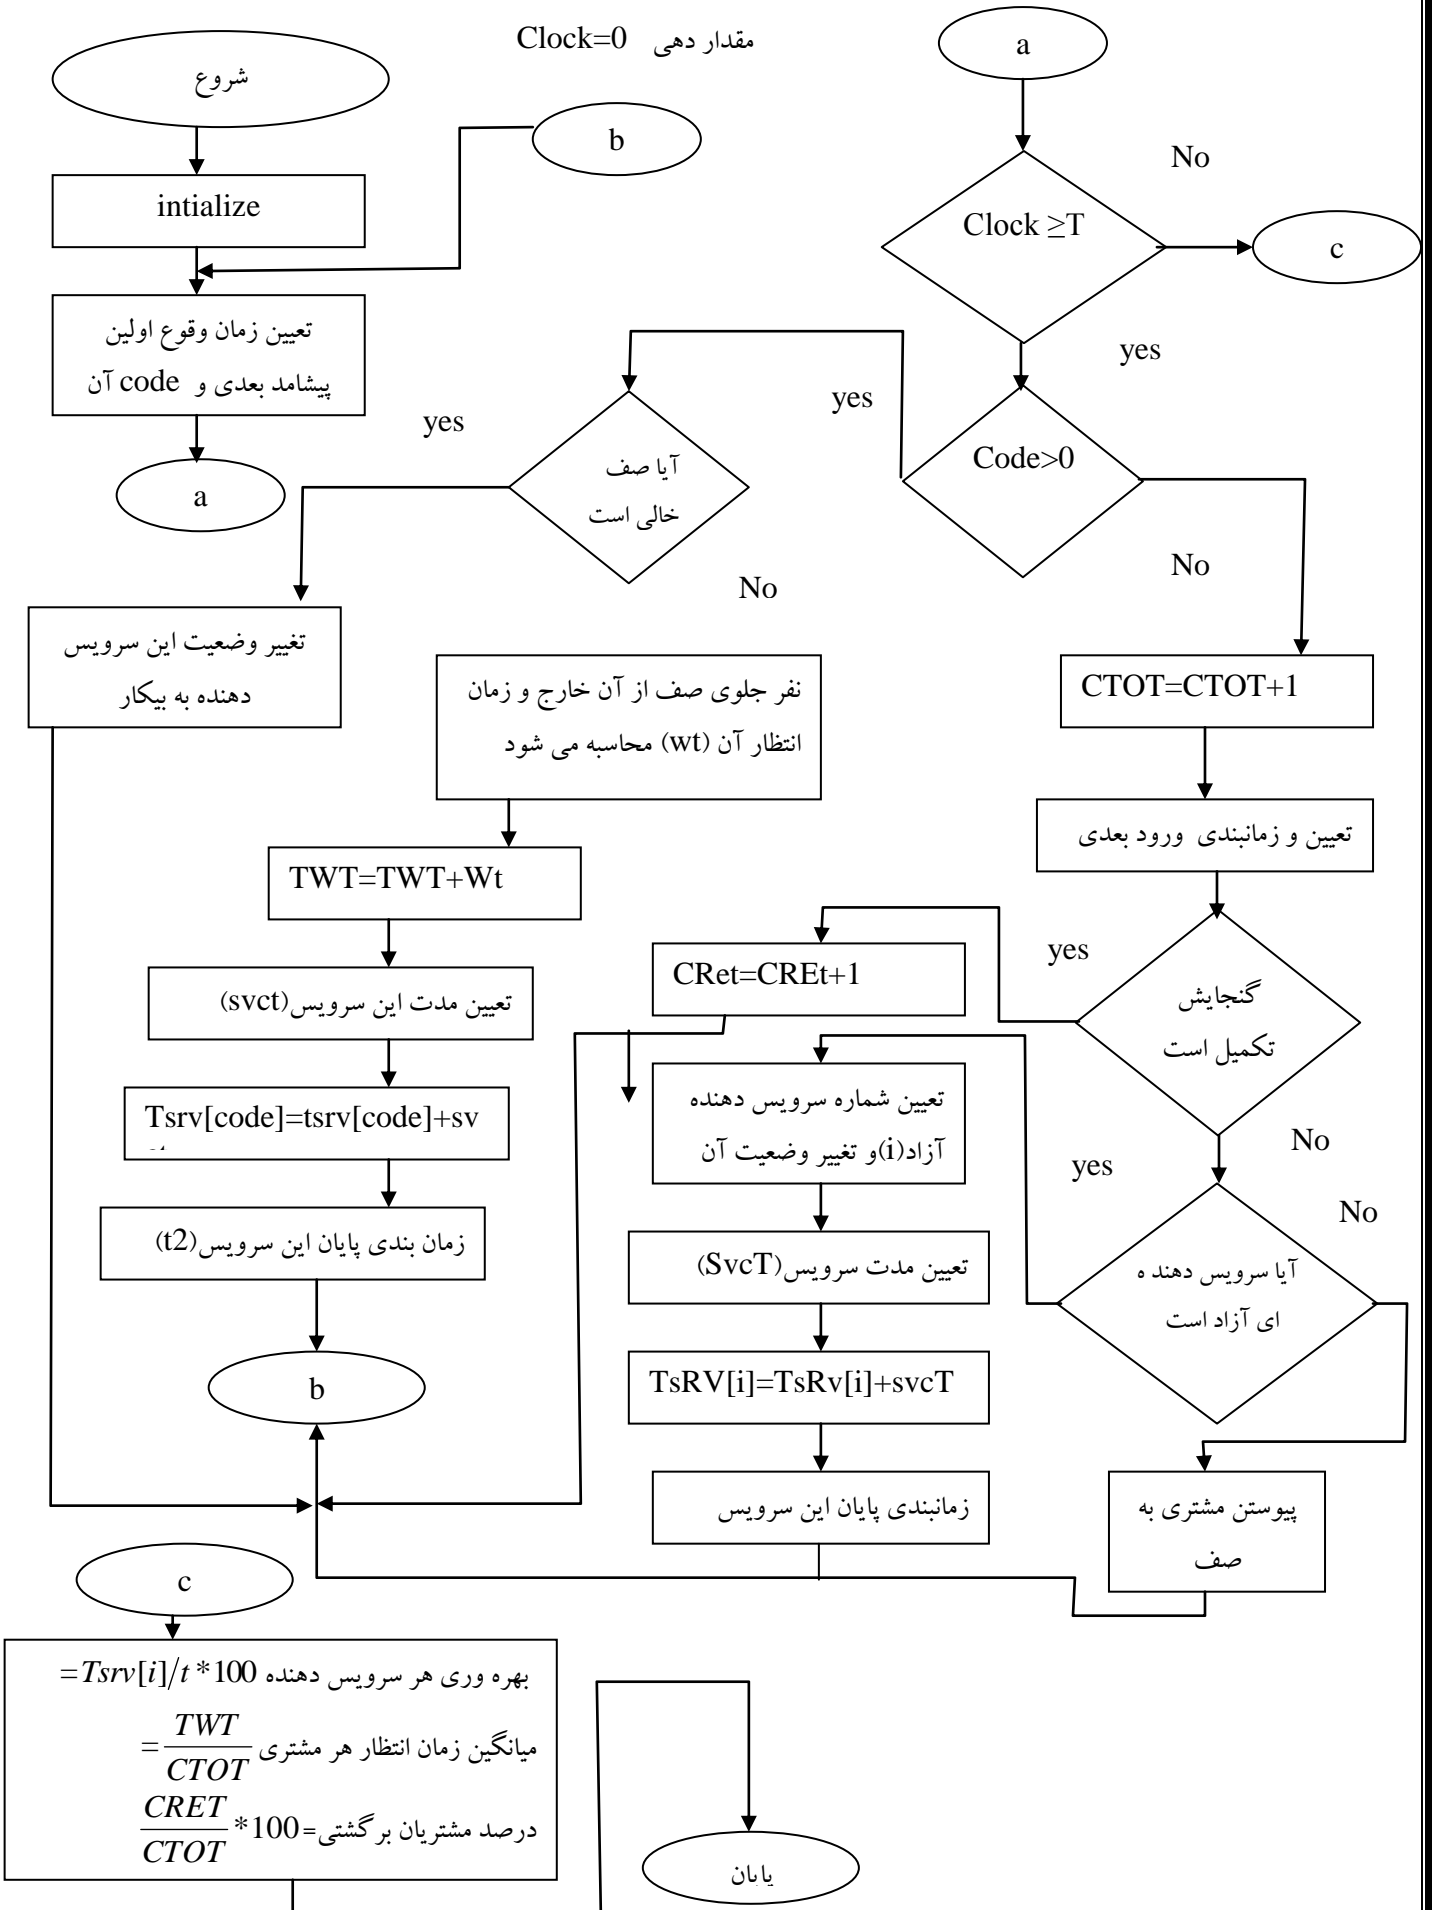 مقدار دهی Clock=0
شروع
a
b
No
intialize
Clock ≥T
c
تعیین زمان وقوع اولین
پیشامد بعدی و code آن
yes
yes
yes
Code>0
آیا صف
خالی است
a
No
No
تغییر وضعیت این سرویس
دهنده به بیکار
نفر جلوی صف از آن خارج و زمان
انتظار آن (wt) محاسبه می شود
CTOT=CTOT+1
تعیین و زمانبندی ورود بعدی
TWT=TWT+Wt
yes
CRet=CREt+1
گنجایش
تکمیل است
تعیین مدت این سرویس(svct)
Tsrv[code]=tsrv[code]+sv
تعیین شماره سرویس دهنده
آزاد(i)و تغییر وضعیت آن
No
yes
No
زمان بندی پایان این سرویس(t2)
تعیین مدت سرویس(SvcT)
آیا سرویس دهند ه
ای آزاد است
b
TsRV[i]=TsRv[i]+svcT
زمانبندی پایان این سرویس
پیوستن مشتری به
صف
c
بهره وری هر سرویس دهنده =Tsrv[i]/t*100
میانگین زمان انتظار هر مشتری =TWT/CTOT
درصد مشتریان برگشتی=CRET/CTOT*100
پایان